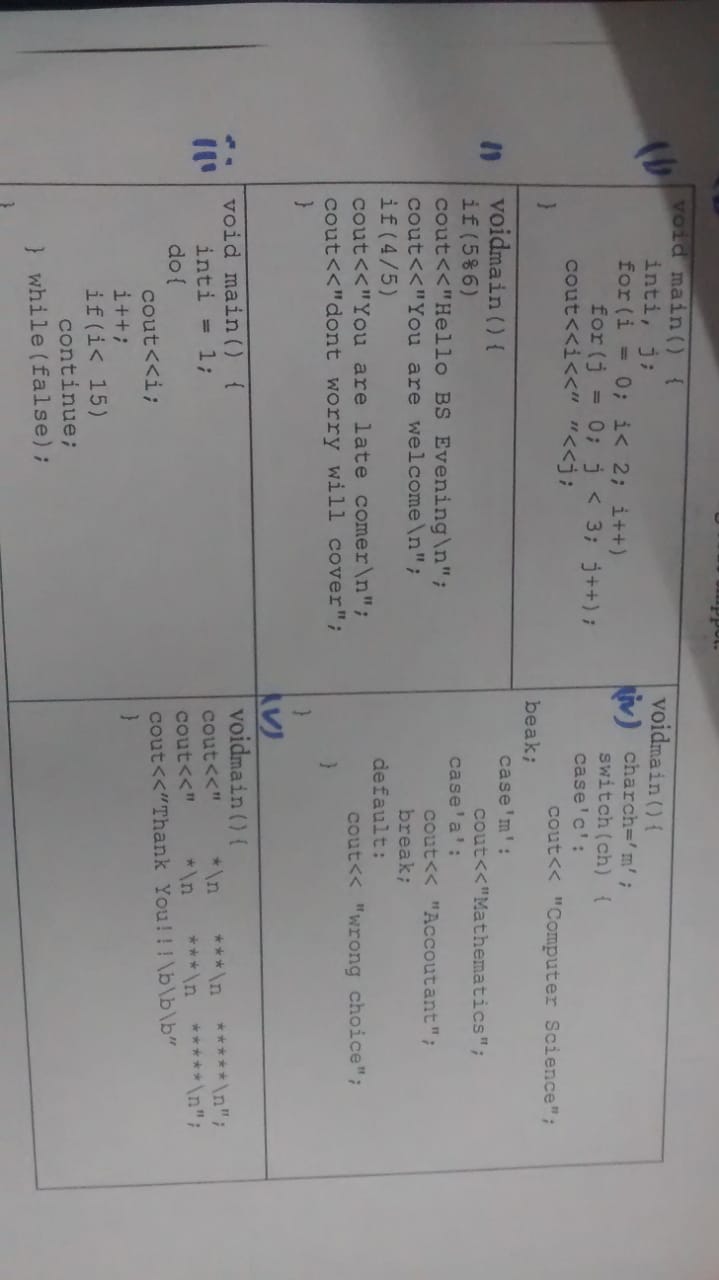 void main() {
inti, j;
for(i = 0; i< 2; i++)
for(j = 0; j < 3; j++);
cout<<i<<" "<<j;
}
voidmain(){
if(5%6)
cout<<"Hello BS Evening\n";
cout<<"You are welcome\n";
if(4/5)
cout<<"You are late comer\n";
cout<<"dont worry will cover";
}
iii
void main() {
inti = 1;
do{
cout<<i;
i++;
if(i< 15)
continue;
} while(false);
}
voidmain(){
iv)
charch='m';
switch(ch) {
case'c':
cout<< "Computer Science";
beak;
case'm':
cout<<"Mathematics";
case'a':
cout<< "Accoutant";
break;
default:
cout<< "wrong choice";
}
}
(v)
voidmain(){
cout<<" *\n ***\n *****\n";
cout<<" *\n ***\n *****\n";
cout<<"Thank You!!!\b\b\b"
}